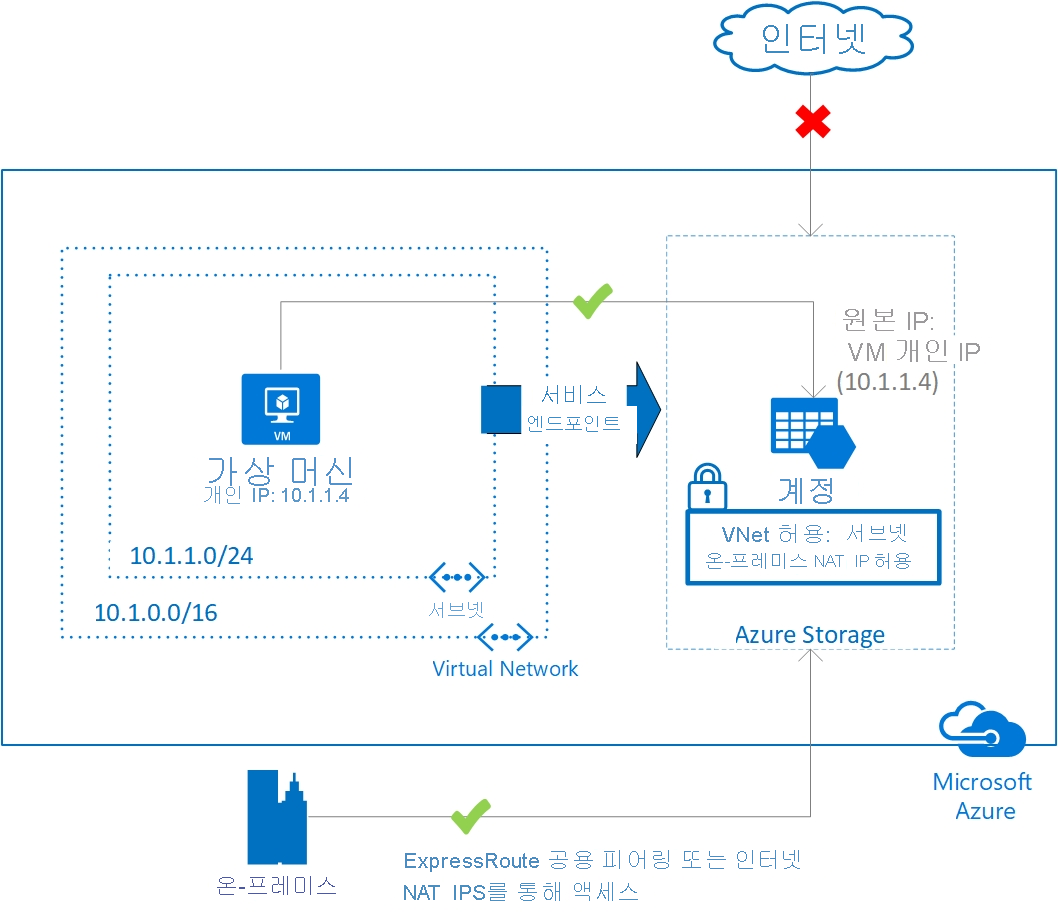 인터넷
원본 IP:
VM 개인 IP
(10.1.1.4)
서비스
엔드포인트
VM
가상 머신
개인 IP: 10.1.1.4
계정
VNet 허용: 서브넷
온-프레미스 NAT IP 허용
10.1.1.0/24
10.1.0.0/16
서브넷
Azure Storage
Virtual Network
Microsoft
Azure
ExpressRoute 공용 피어링 또는 인터넷
NAT IPS를 통해 액세스
온-프레미스